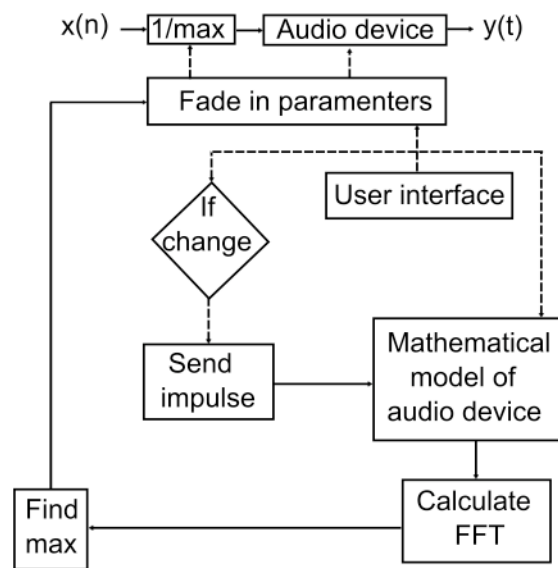 x(n) 1/max Audio device y(t)
Fade in paramenters
User interface
If
change
Send
impulse
Mathematical
model of
audio device
Calculate
FFT
Find
max